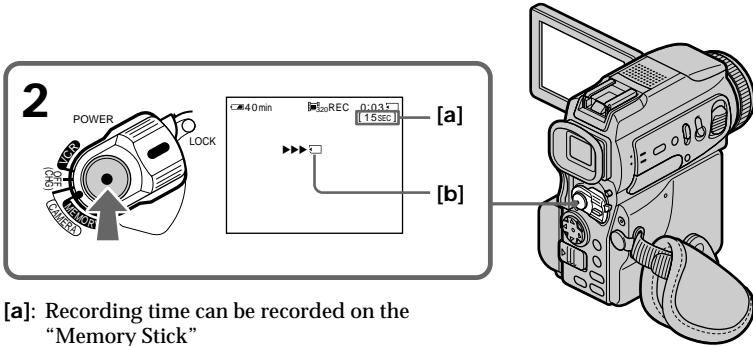 2
POWER
LOCK
VCR
OFF
(CHG)
MEMORY
CAMERA
40min
320 REC 0:03
15SEC
[a]
[b]
[a]: Recording time can be recorded on the
“Memory Stick”